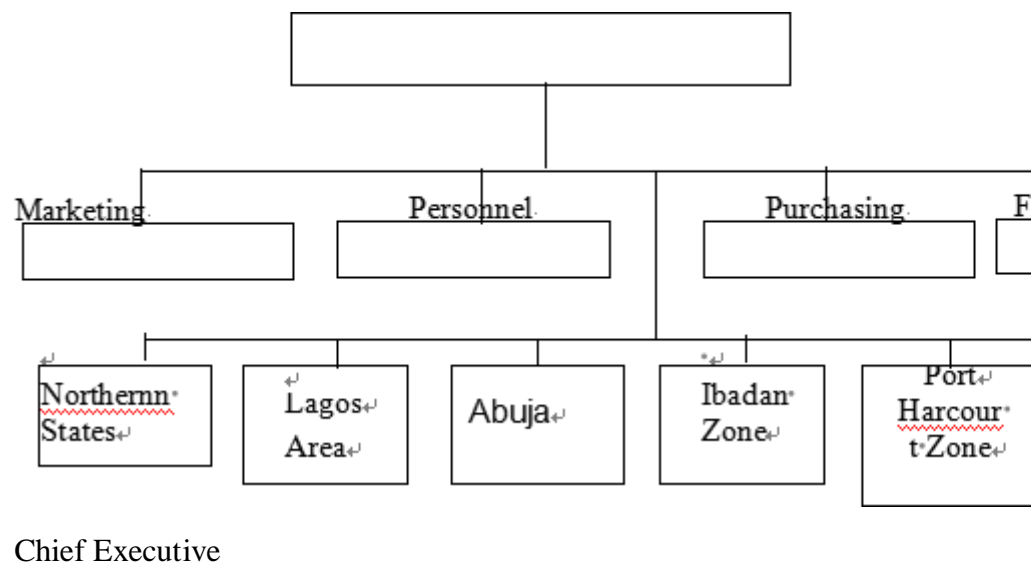 Marketing Personnel Purchasing F
Northernn
States
Lagos
Area
Abuja
Ibadan
Zone
Port
Harcour
t Zone
Chief Executive